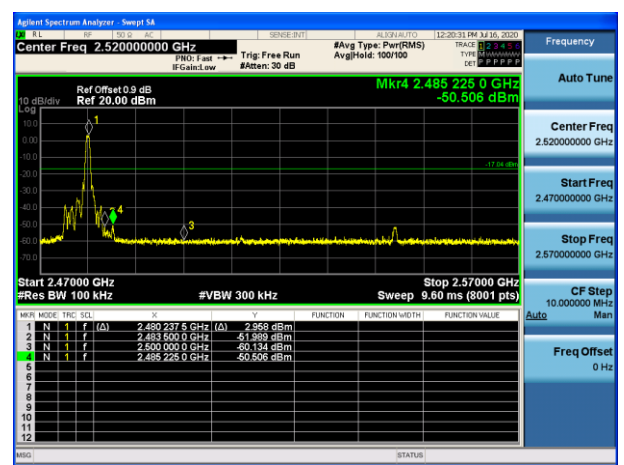 Agilent Spectrum Analyzer - Swept SA
LXI RL RF 50 Ω AC SENSE:INT ALIGN AUTO 12:20:31 PM Jul 16, 2020
Center Freq 2.520000000 GHz
PNO: Fast
IFGain:Low
Trig: Free Run
#Atten: 30 dB
#Avg Type: Pwr(RMS)
Avg|Hold: 100/100
TRACE 1 2 3 4 5 6
TYPE
DET P P P P P P
Frequency
Ref Offset 0.9 dB
Ref 20.00 dBm
Mkr4 2.485 225 0 GHz
-50.506 dBm
10 dB/div
Log
10.0
0.00
-10.0
-20.0
-30.0
-40.0
-50.0
-60.0
-70.0
1
4
3
-17.04 dBm
Start 2.47000 GHz
Stop 2.57000 GHz
#Res BW 100 kHz
#VBW 300 kHz
Sweep 9.60 ms (8001 pts)
MKR MODE TRC SCL X Y FUNCTION FUNCTION WIDTH FUNCTION VALUE
1 N 1 f (Δ) 2.480 237 5 GHz (Δ) 2.958 dBm
2 N 1 f 2.483 500 0 GHz -51.989 dBm
3 N 1 f 2.500 000 0 GHz -60.134 dBm
4 N 1 f 2.485 225 0 GHz -50.506 dBm
5
6
7
8
9
10
11
12
MSG
STATUS
Auto Tune
Center Freq
2.520000000 GHz
Start Freq
2.470000000 GHz
Stop Freq
2.570000000 GHz
CF Step
10.000000 MHz
Auto Man
Freq Offset
0 Hz